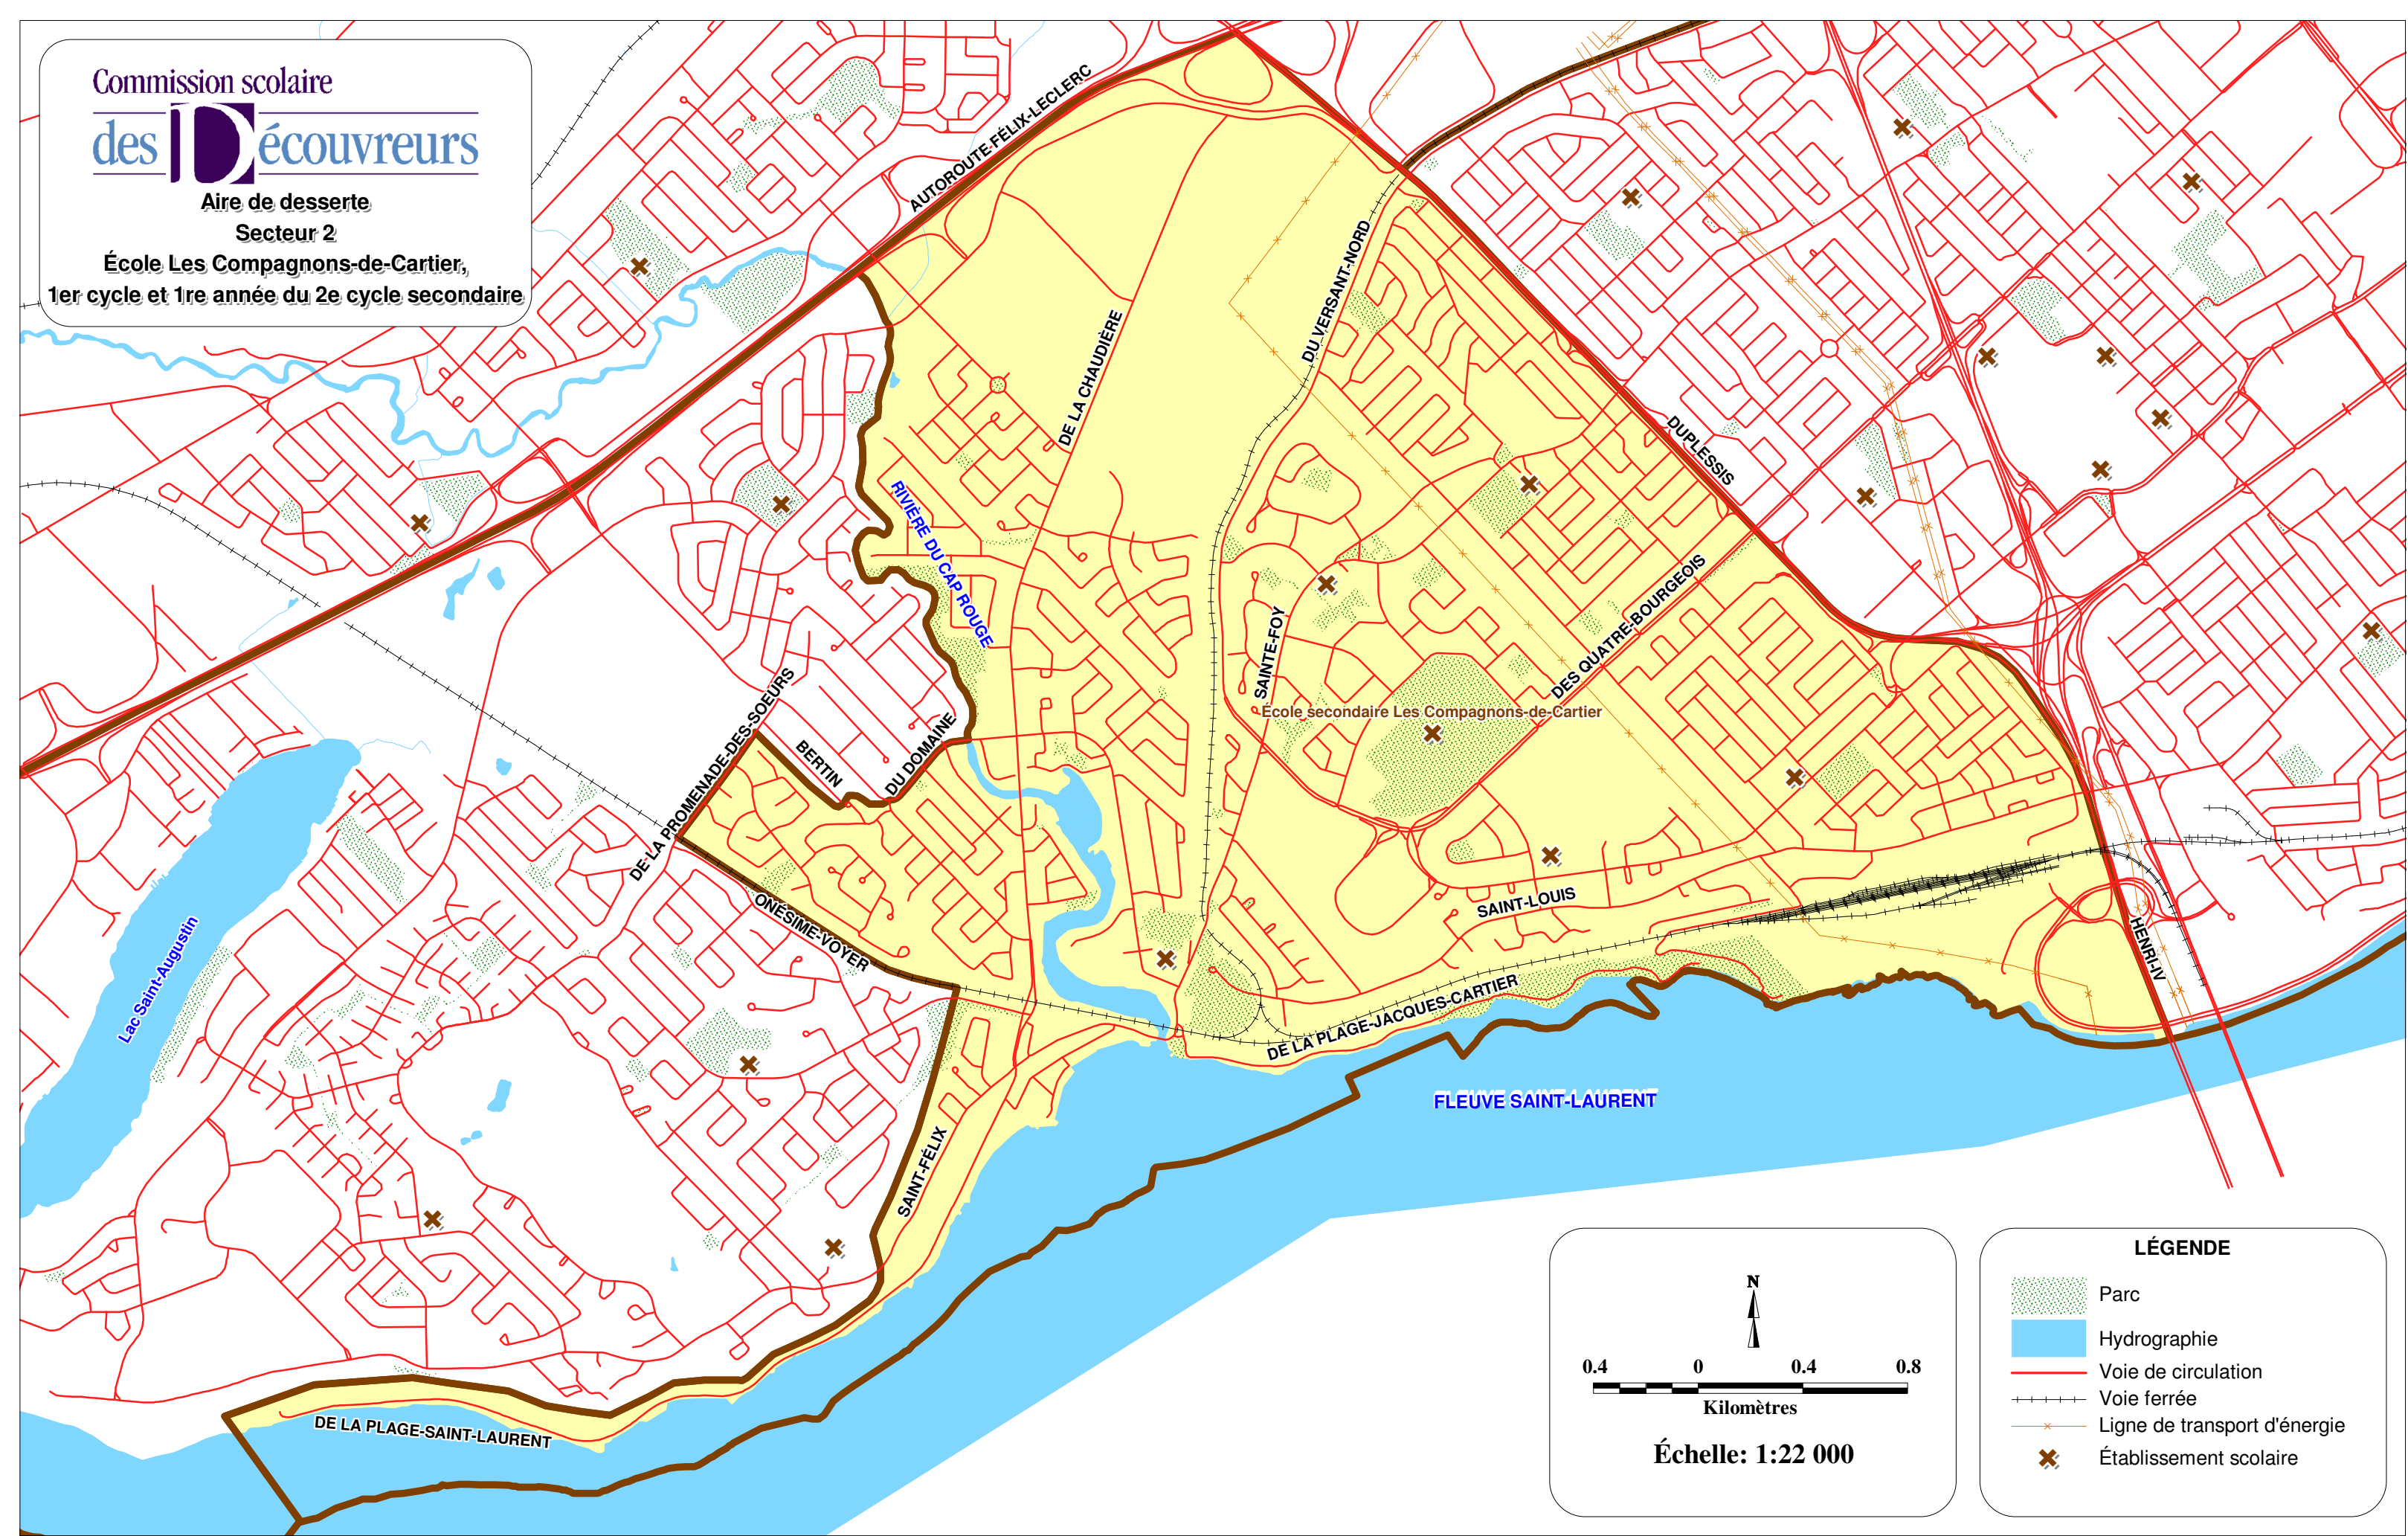 Commission scolaire
des Découvreurs
Aire de desserte
Secteur 2
École Les Compagnons-de-Cartier,
1er cycle et 1re année du 2e cycle secondaire
AUTOROUTE-FÉLIX-LECLERC
DU VERSANT-NORD
DE LA CHAUDIÈRE
DUPLESSIS
RIVIÈRE DU CAP ROUGE
DES QUATRE-BOURGEOIS
SAINTE-FOY
École secondaire Les Compagnons-de-Cartier
DE LA PROMENADE-DES-SOEURS
BERTIN
DU DOMAINE
ONÉSIME-VOYER
SAINT-LOUIS
HENRI-IV
Lac Saint-Augustin
DE LA PLAGE-JACQUES-CARTIER
FLEUVE SAINT-LAURENT
SAINT-FÉLIX
DE LA PLAGE-SAINT-LAURENT
N
0.4 0 0.4 0.8
Kilomètres
Échelle: 1:22 000
LÉGENDE
Parc
Hydrographie
Voie de circulation
Voie ferrée
Ligne de transport d'énergie
Établissement scolaire